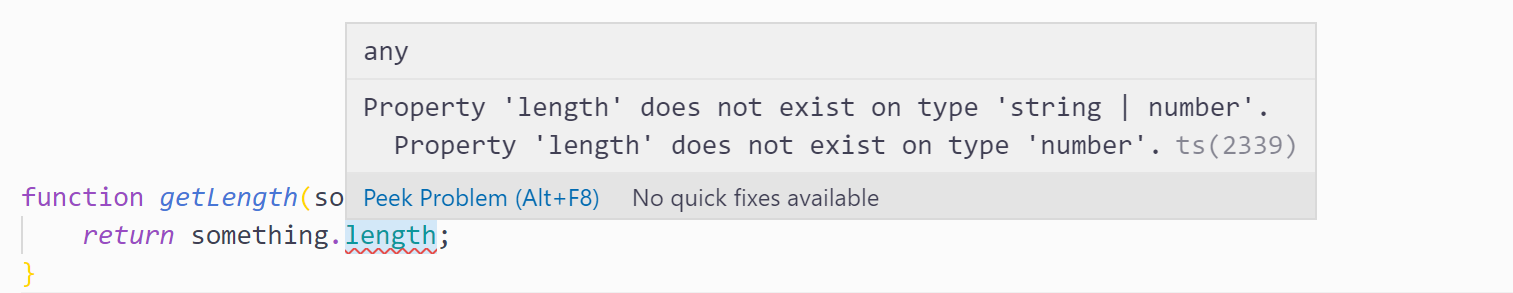 any
Property 'length' does not exist on type 'string | number'.
Property 'length' does not exist on type 'number'. ts(2339)
Peek Problem (Alt+F8) No quick fixes available
function getLength(so
return something.length;
}